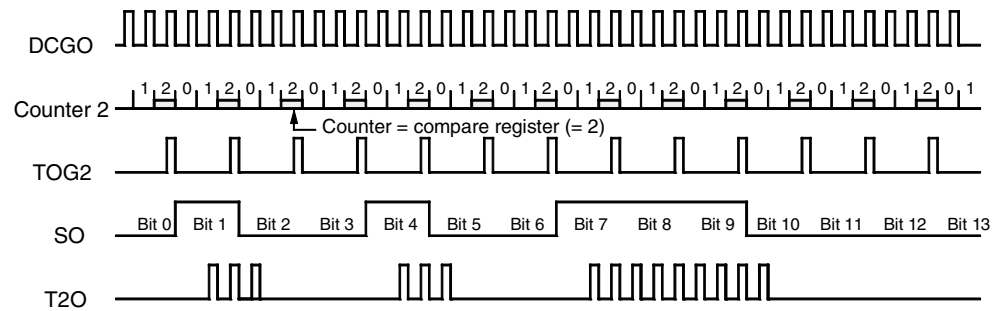 DCGO
1 2 0 1 2 0 1 2 0 1 2 0 1 2 0 1 2 0 1 2 0 1 2 0 1 2 0 1 2 0 1 2 0 1 2 0 1 2 0 1
Counter 2
Counter = compare register (= 2)
TOG2
SO
Bit 0 Bit 1 Bit 2 Bit 3 Bit 4 Bit 5 Bit 6 Bit 7 Bit 8 Bit 9 Bit 10 Bit 11 Bit 12 Bit 13
T2O